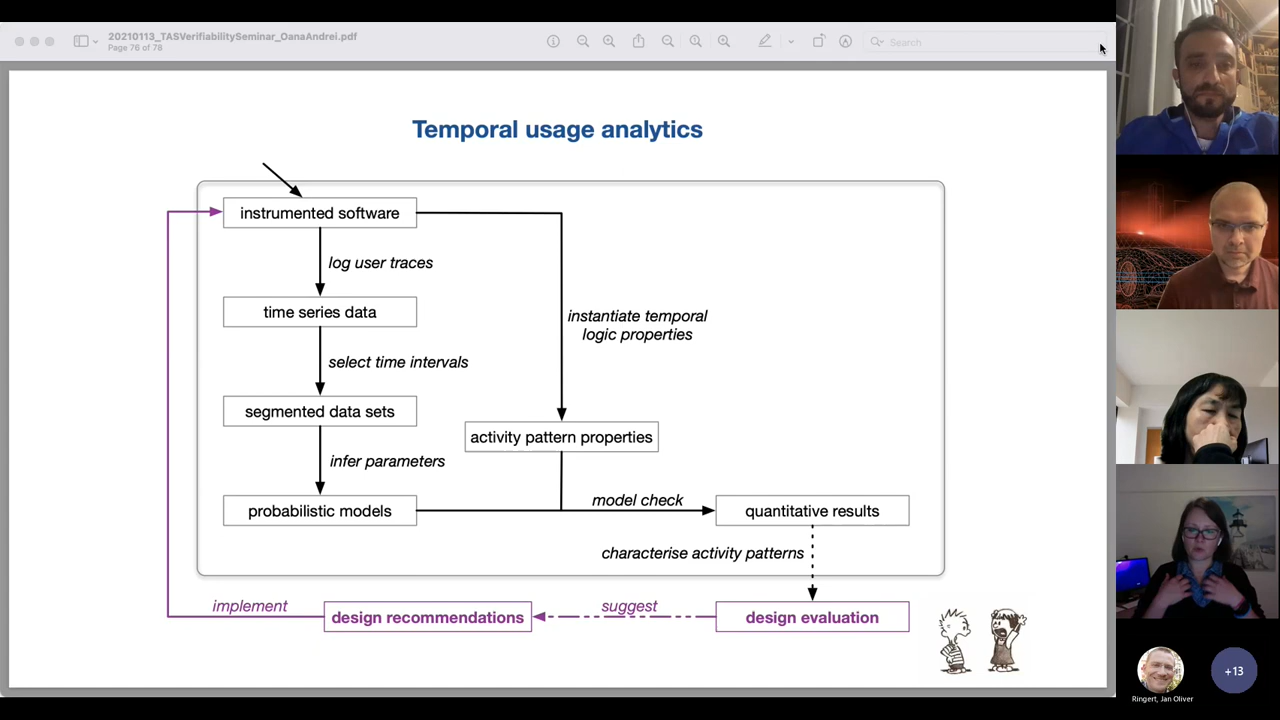 20210113_TASVerifiabilitySeminar_OanaAndrei.pdf
Page 76 of 78
Search
Temporal usage analytics
instrumented software
log user traces
time series data
instantiate temporal
logic properties
select time intervals
segmented data sets
activity pattern properties
infer parameters
probabilistic models
model check
quantitative results
characterise activity patterns
implement
design recommendations
suggest
design evaluation
+13
Ringert, Jan Oliver